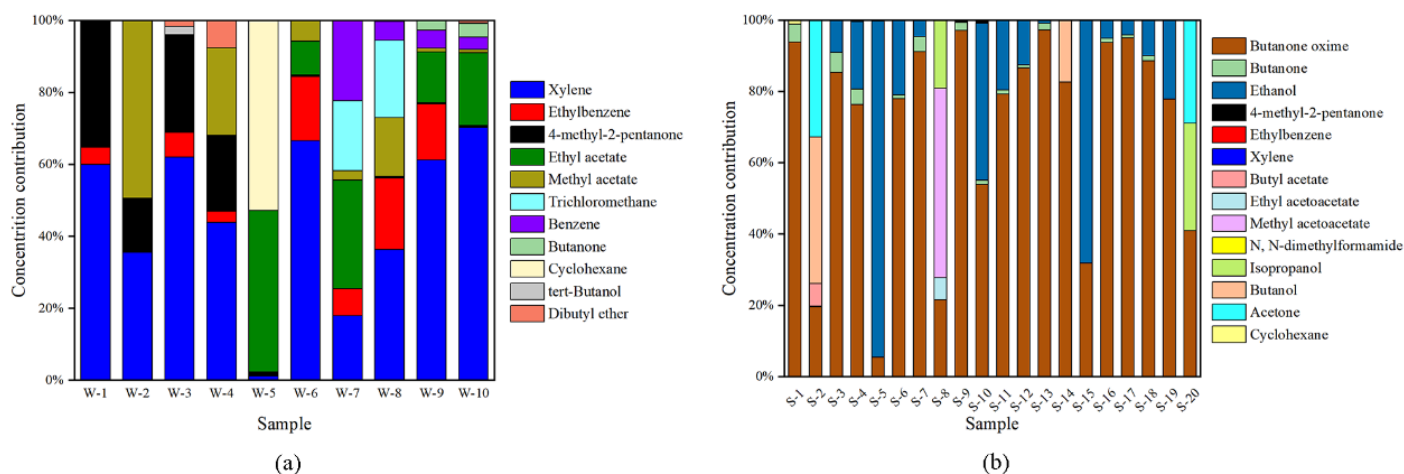 100%
80%
60%
40%
20%
0%
Concentrition contribution
W-1 W-2 W-3 W-4 W-5 W-6 W-7 W-8 W-9 W-10
Sample
Xylene
Ethylbenzene
4-methyl-2-pentanone
Ethyl acetate
Methyl acetate
Trichloromethane
Benzene
Butanone
Cyclohexane
tert-Butanol
Dibutyl ether
(a)
100%
80%
60%
40%
20%
0%
Concentration contribution
S-1 S-2 S-3 S-4 S-5 S-6 S-7 S-8 S-9 S-10 S-11 S-12 S-13 S-14 S-15 S-16 S-17 S-18 S-19 S-20
Sample
Butanone oxime
Butanone
Ethanol
4-methyl-2-pentanone
Ethylbenzene
Xylene
Butyl acetate
Ethyl acetoacetate
Methyl acetoacetate
N, N-dimethylformamide
Isopropanol
Butanol
Acetone
Cyclohexane
(b)